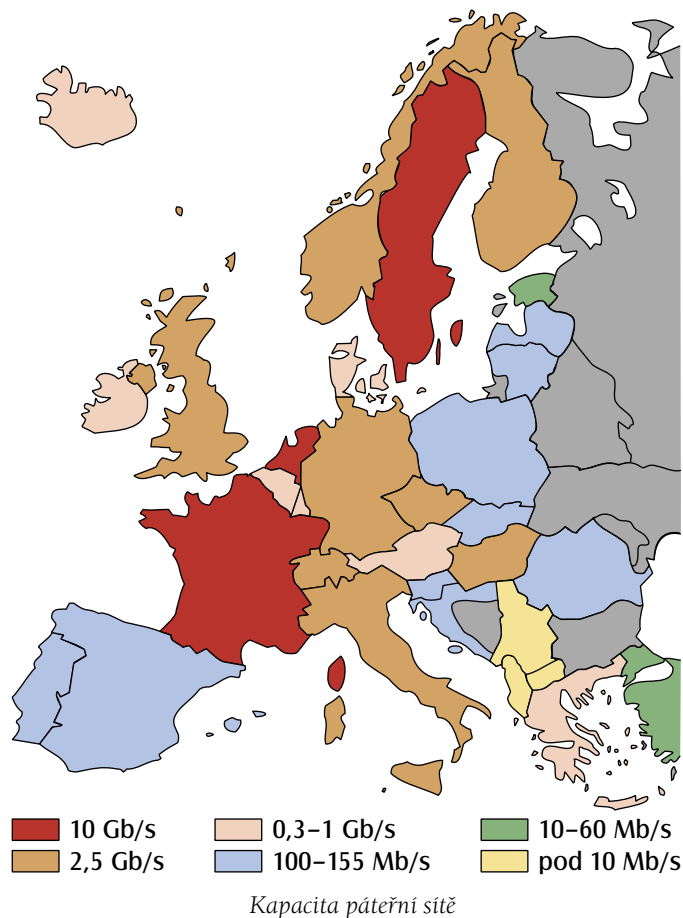 10 Gb/s 0,3–1 Gb/s 10–60 Mb/s
2,5 Gb/s 100–155 Mb/s pod 10 Mb/s
Kapacita páteřní sítě